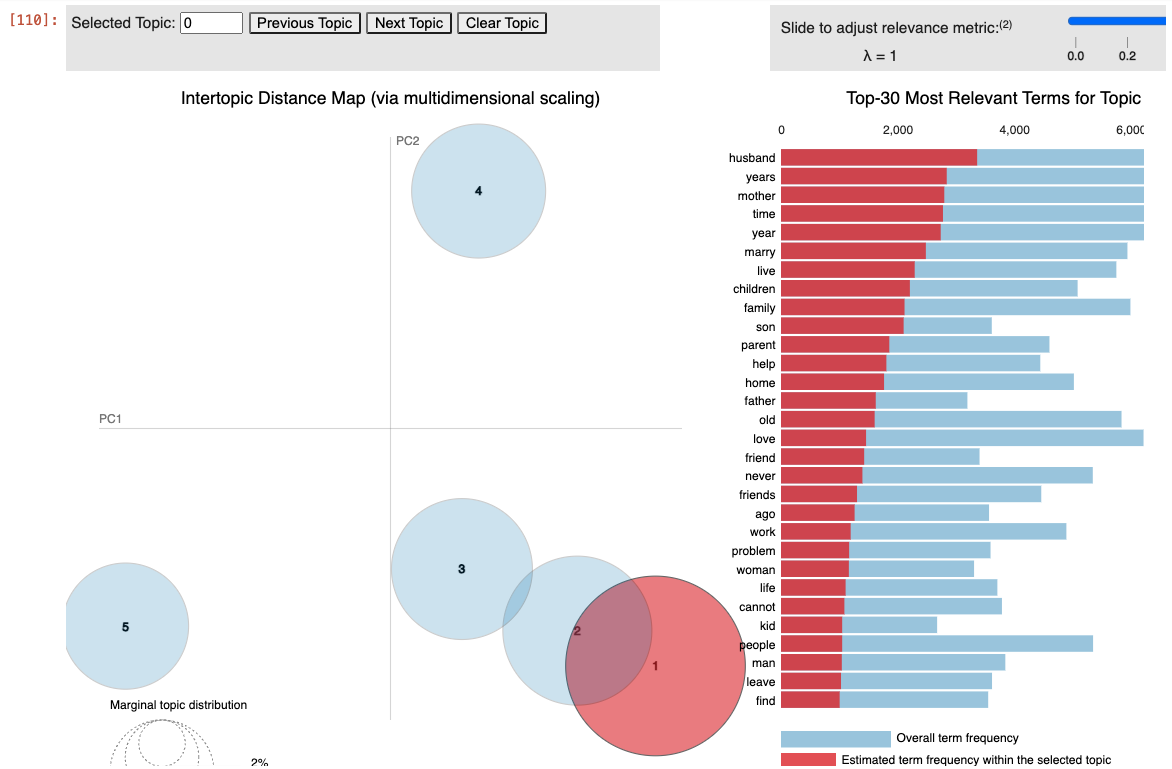 [110]:
Selected Topic: 0 Previous Topic Next Topic Clear Topic
Slide to adjust relevance metric:(2)
λ = 1
0.0 0.2
Intertopic Distance Map (via multidimensional scaling)
PC2
PC1
4
3
5
2
1
Marginal topic distribution
2%
Top-30 Most Relevant Terms for Topic
0 2,000 4,000 6,000
husband
years
mother
time
year
marry
live
children
family
son
parent
help
home
father
old
love
friend
never
friends
ago
work
problem
woman
life
cannot
kid
people
man
leave
find
Overall term frequency
Estimated term frequency within the selected topic